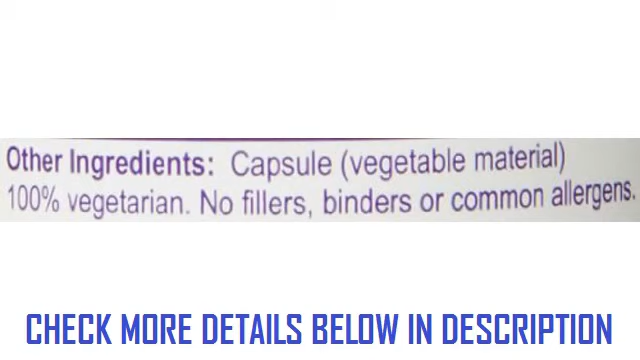 Other Ingredients: Capsule (vegetable material)
100% vegetarian. No fillers, binders or common allergens.
CHECK MORE DETAILS BELOW IN DESCRIPTION